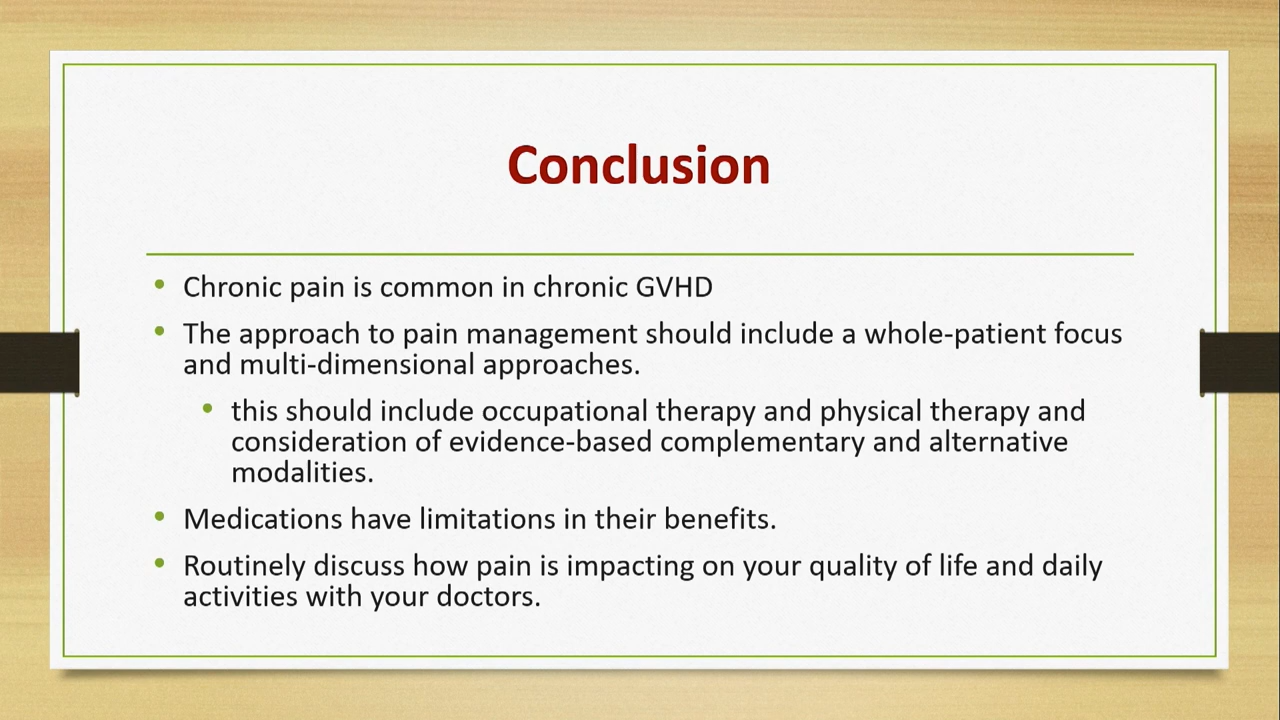 Conclusion
• Chronic pain is common in chronic GVHD
• The approach to pain management should include a whole-patient focus
and multi-dimensional approaches.
• this should include occupational therapy and physical therapy and
consideration of evidence-based complementary and alternative
modalities.
• Medications have limitations in their benefits.
• Routinely discuss how pain is impacting on your quality of life and daily
activities with your doctors.